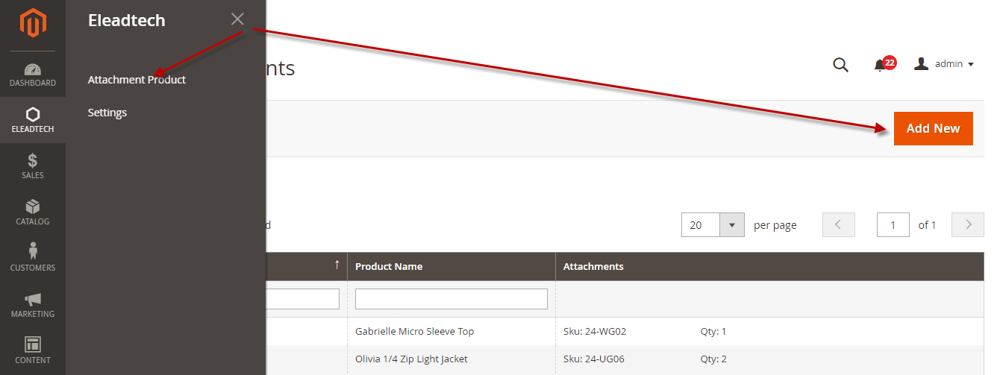 Eleadtech
DASHBOARD
Attachment Product
nts
22
admin
Settings
ELEADTECH
Add New
SALES
CATALOG
d
20
per page
1
of 1
CUSTOMERS
Product Name
Attachments
MARKETING
Gabrielle Micro Sleeve Top
Sku: 24-WG02
Qty: 1
CONTENT
Olivia 1/4 Zip Light Jacket
Sku: 24-UG06
Qty: 2